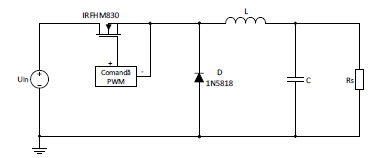 IRFHM830
L
+
-
Comandă
PWM
D
1N5818
Uin
+
-
C
Rs